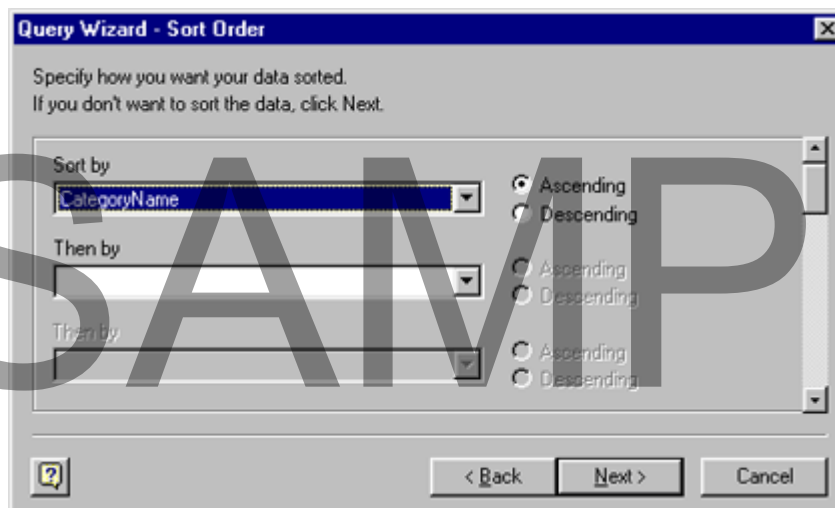 Query Wizard - Sort Order
Specify how you want your data sorted.
If you don't want to sort the data, click Next.
Sort by
CategoryName
Ascending
Descending
Then by
Ascending
Descending
Then by
Ascending
Descending
SAMP
< Back
Next >
Cancel